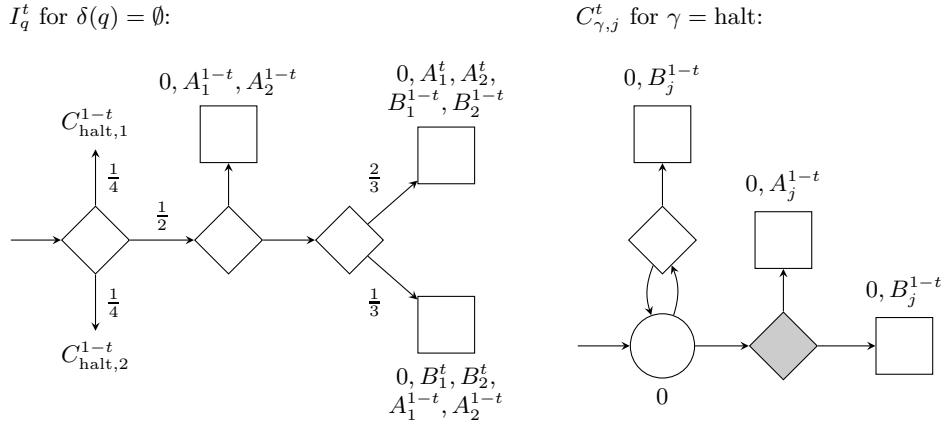 I_q^t for δ(q) = ∅:
C_{γ,j}^t for γ = halt:
0, A_1^{1−t}, A_2^{1−t}
0, A_1^t, A_2^t,
B_1^{1−t}, B_2^{1−t}
0, B_j^{1−t}
C_{halt,1}^{1−t}
1/4
1/2
2/3
0, A_j^{1−t}
1/4
1/3
0, B_j^{1−t}
C_{halt,2}^{1−t}
0, B_1^t, B_2^t,
A_1^{1−t}, A_2^{1−t}
0